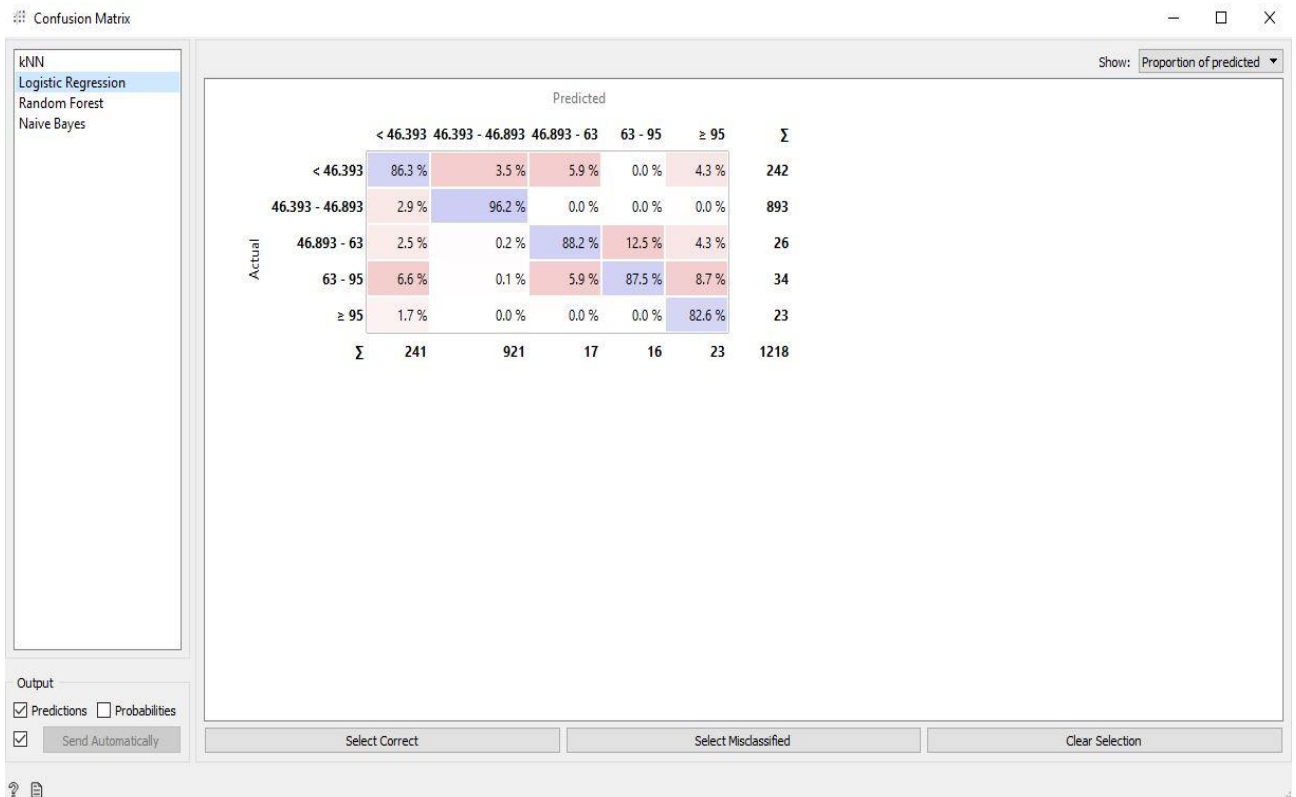 Confusion Matrix
kNN
Logistic Regression
Random Forest
Naive Bayes
Show: Proportion of predicted
Predicted
< 46.393 46.393 - 46.893 46.893 - 63 63 - 95 ≥ 95 Σ
< 46.393 86.3 % 3.5 % 5.9 % 0.0 % 4.3 % 242
46.393 - 46.893 2.9 % 96.2 % 0.0 % 0.0 % 0.0 % 893
Actual
46.893 - 63 2.5 % 0.2 % 88.2 % 12.5 % 4.3 % 26
63 - 95 6.6 % 0.1 % 5.9 % 87.5 % 8.7 % 34
≥ 95 1.7 % 0.0 % 0.0 % 0.0 % 82.6 % 23
Σ 241 921 17 16 23 1218
Output
Predictions Probabilities
Send Automatically
Select Correct Select Misclassified Clear Selection
?